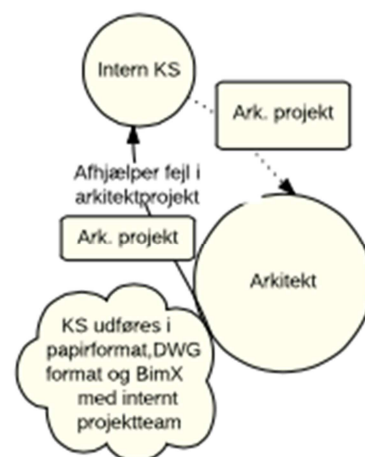 Intern KS
Ark. projekt
Afhjælper fejl i
arkitektprojekt
Ark. projekt
Arkitekt
KS udføres i
papirformat,DWG
format og BimX
med internt
projektteam